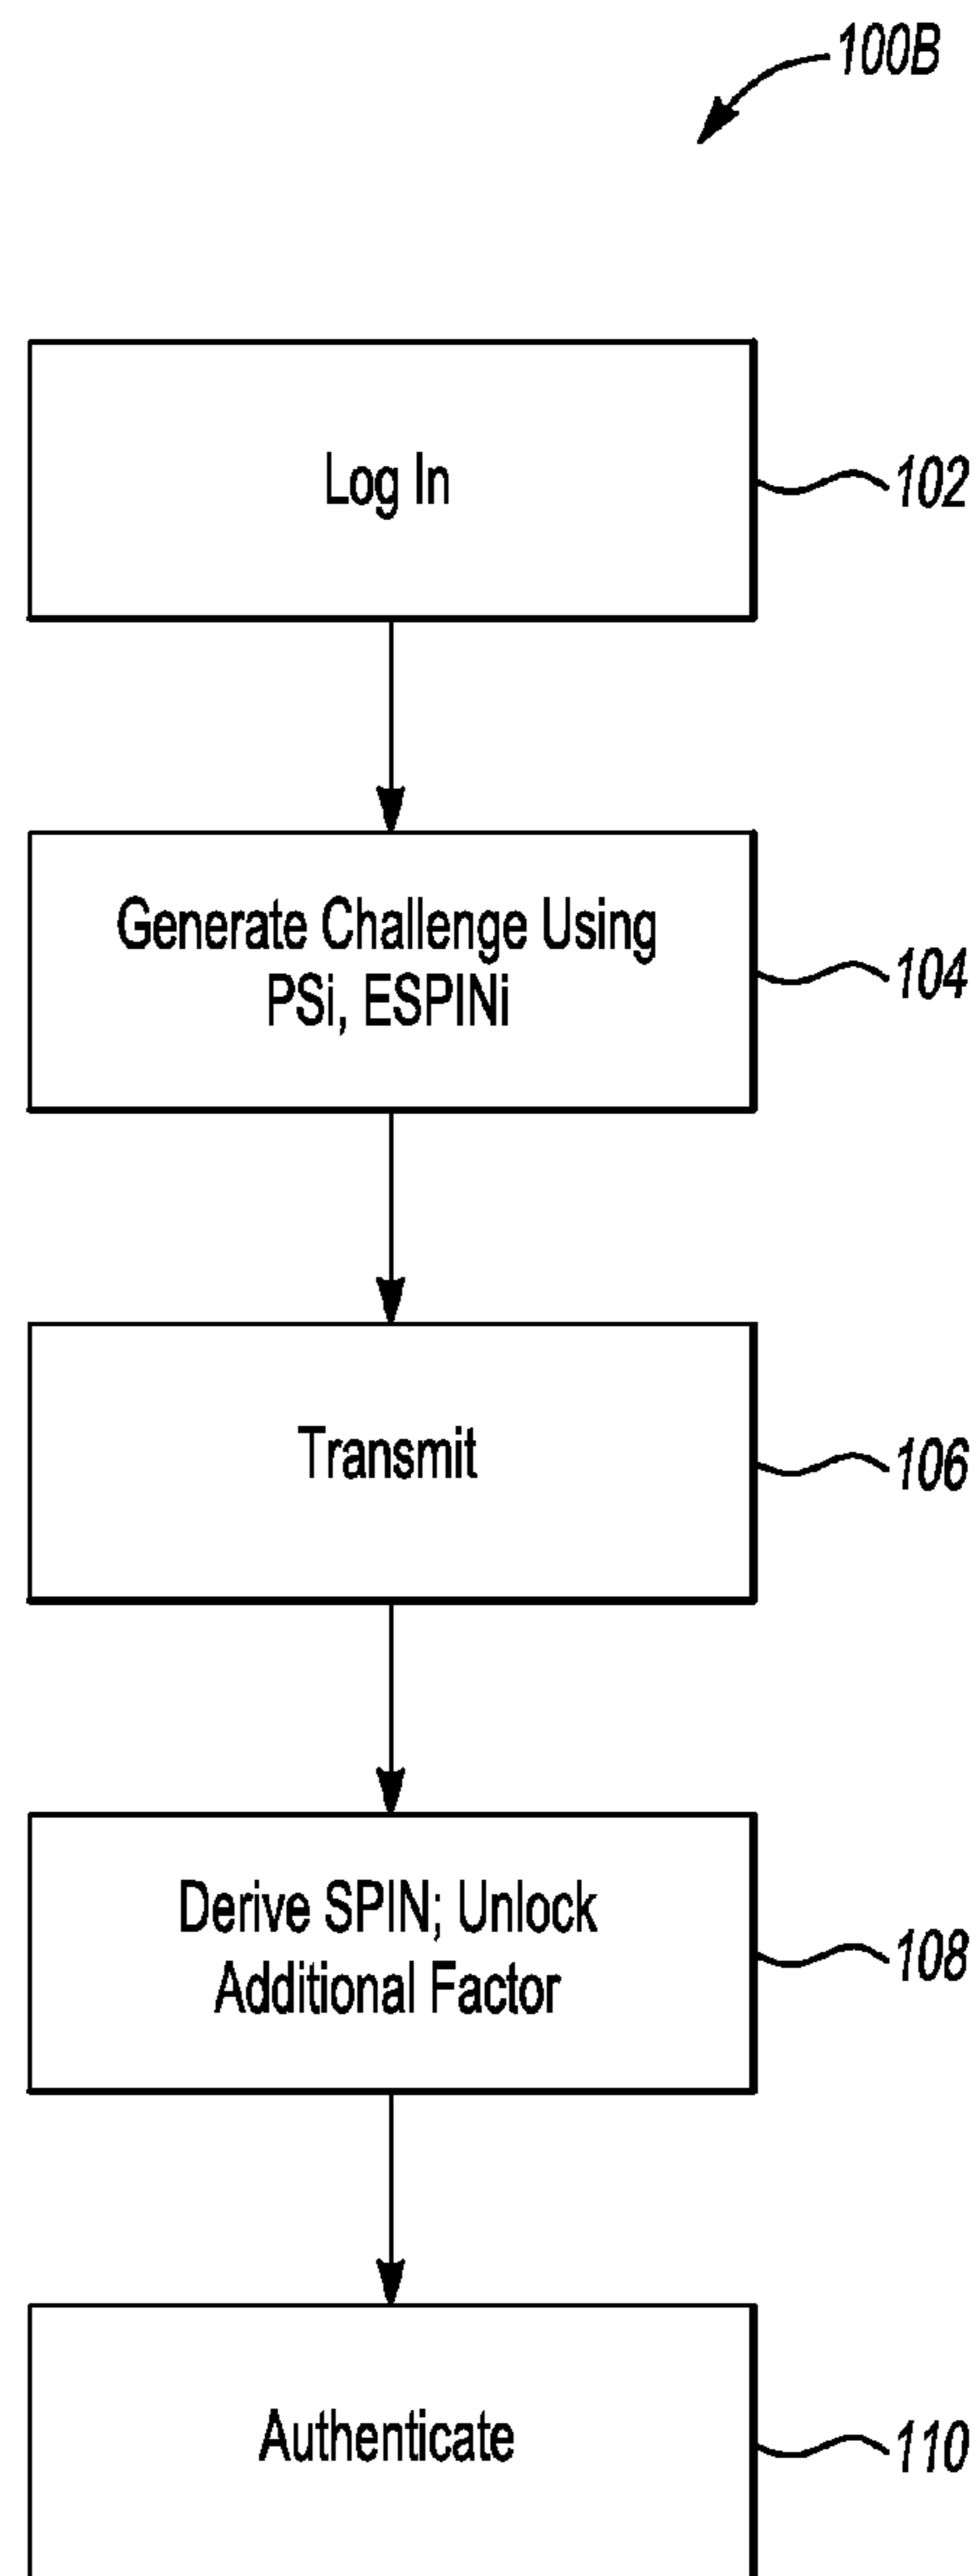 100B
Log In
102
Generate Challenge Using
PSi, ESPINi
104
Transmit
106
Derive SPIN; Unlock
Additional Factor
108
Authenticate
110